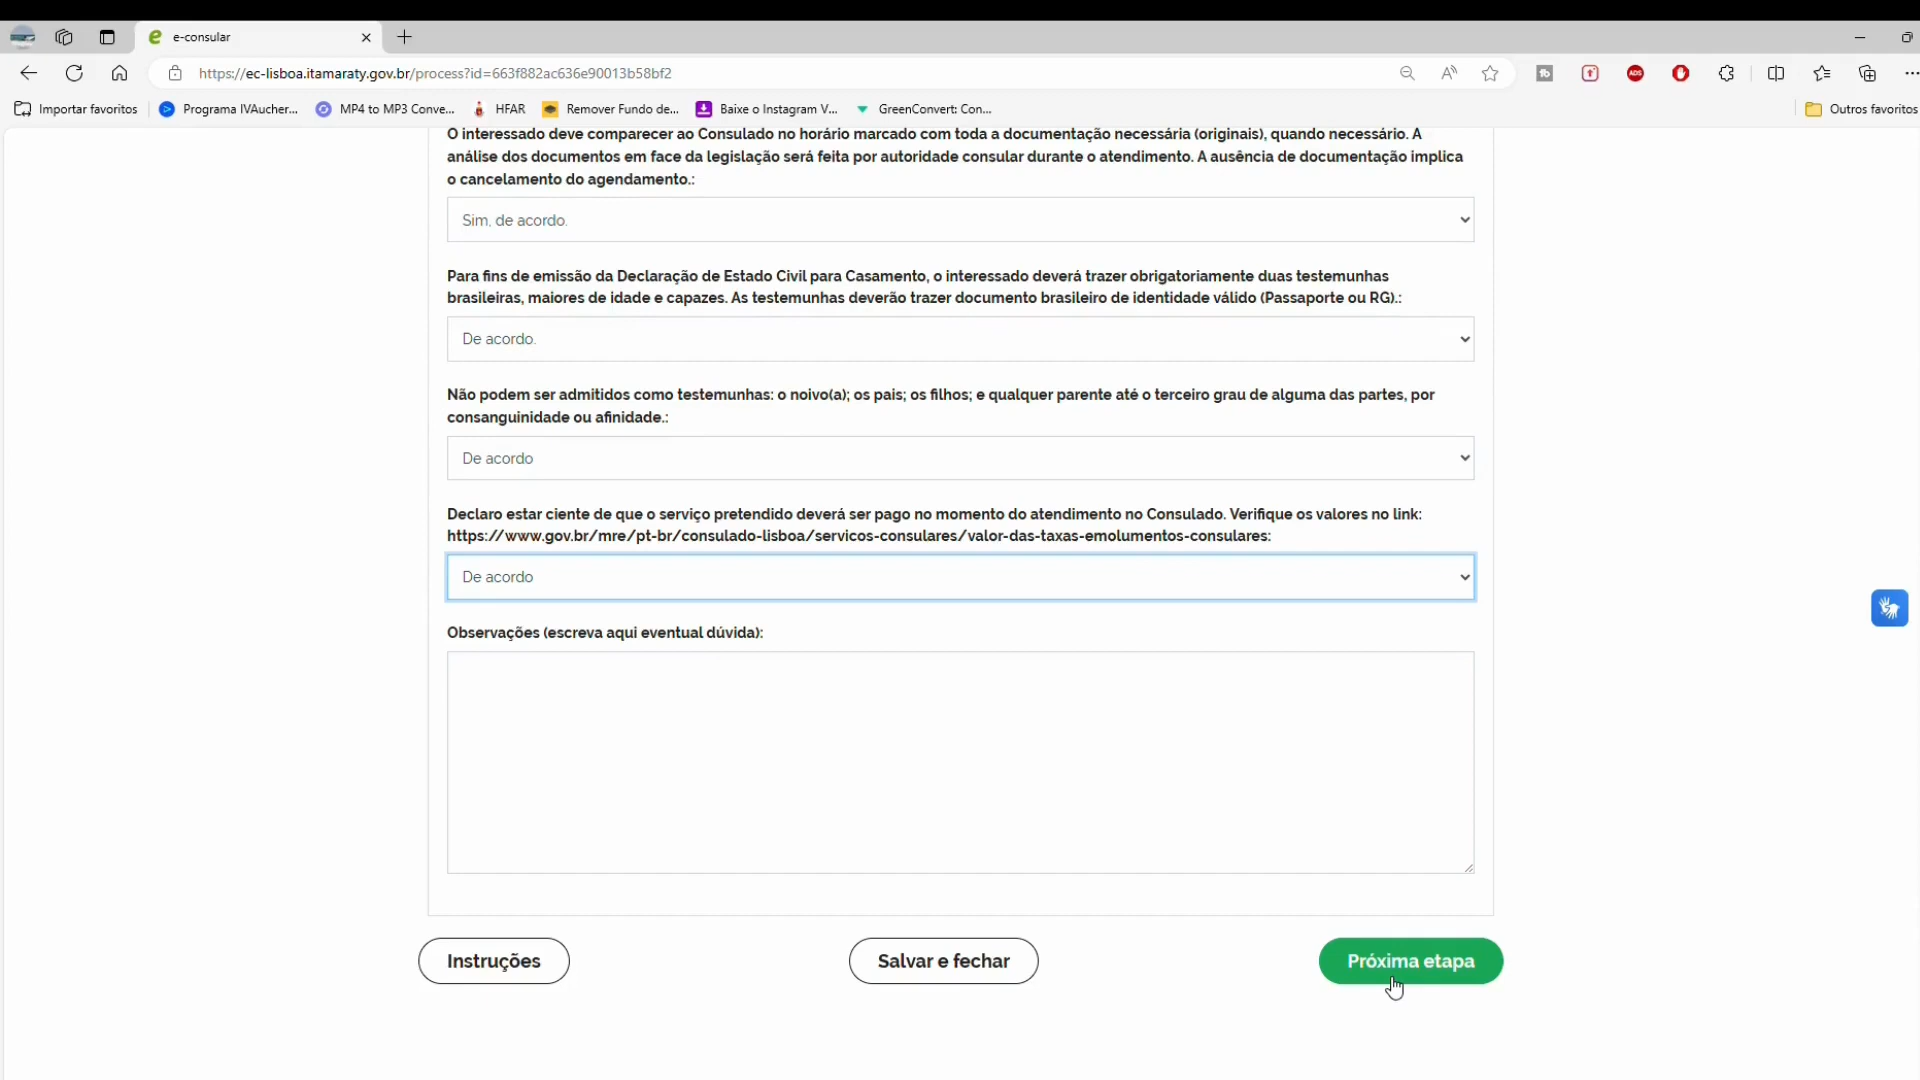 e-consular
https://ec-lisboa.itamaraty.gov.br/process?id=663f882ac636e90013b58bf2
Importar favoritos
Programa IVAucher...
MP4 to MP3 Conve...
HFAR
Remover Fundo de...
Baixe o Instagram V...
GreenConvert: Con...
Outros favoritos
O interessado deve comparecer ao Consulado no horário marcado com toda a documentação necessária (originais), quando necessário. A
análise dos documentos em face da legislação será feita por autoridade consular durante o atendimento. A ausência de documentação implica
o cancelamento do agendamento.:
Sim, de acordo.
Para fins de emissão da Declaração de Estado Civil para Casamento, o interessado deverá trazer obrigatoriamente duas testemunhas
brasileiras, maiores de idade e capazes. As testemunhas deverão trazer documento brasileiro de identidade válido (Passaporte ou RG).:
De acordo.
Não podem ser admitidos como testemunhas: o noivo(a); os pais; os filhos; e qualquer parente até o terceiro grau de alguma das partes, por
consanguinidade ou afinidade.:
De acordo
Declaro estar ciente de que o serviço pretendido deverá ser pago no momento do atendimento no Consulado. Verifique os valores no link:
https://www.gov.br/mre/pt-br/consulado-lisboa/servicos-consulares/valor-das-taxas-emolumentos-consulares:
De acordo
Observações (escreva aqui eventual dúvida):
Instruções
Salvar e fechar
Próxima etapa